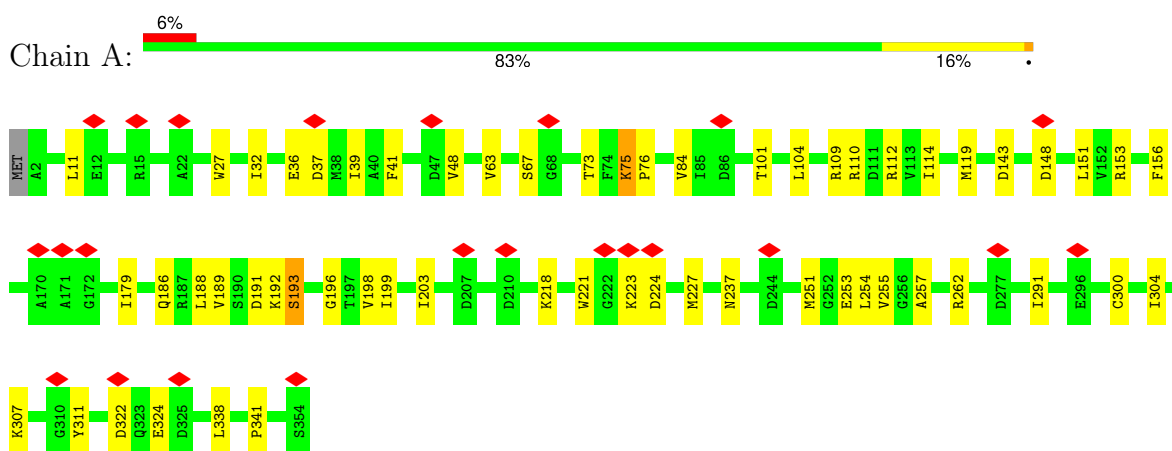 6%
Chain A:
83% 16% •
MET A2 L11 E12 R15 A22 W27 I32 E36 D37 M38 I39 A40 F41 D47 V48 V63 S67 G68 T73 F74 K75 P76 V84 I85 D86 T101 L104 R109 R110 D111 R112 V113 I114 M119 D143 D148 L151 V152 R153 F156
A170 A171 G172 I179 Q186 R187 L188 V189 S190 D191 K192 S193 G196 T197 V198 I199 I203 D207 D210 K218 W221 G222 K223 D224 M227 N237 D244 M251 G252 E253 L254 V255 G256 A257 R262 D277 I291 E296 C300 I304
K307 G310 Y311 D322 Q323 E324 D325 L338 P341 S354